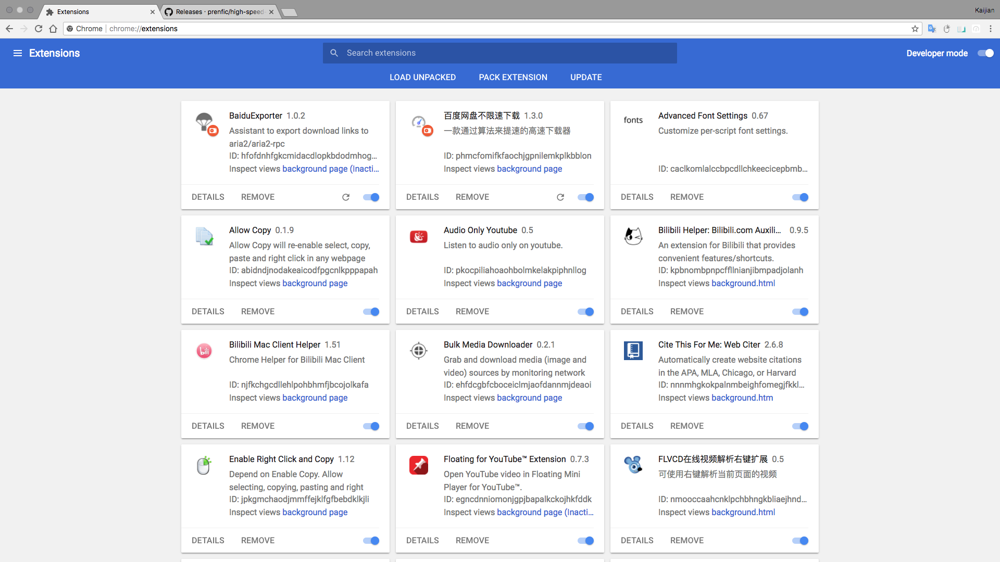 Extensions
Releases · prenfic/high-speed-
Kaijian
Chrome
chrome://extensions
Extensions
Search extensions
Developer mode
LOAD UNPACKED
PACK EXTENSION
UPDATE
BaiduExporter 1.0.2
Assistant to export download links to
aria2/aria2-rpc
ID: hfofdnhfgkcmidacdlopkbdodmhog...
Inspect views background page (Inacti...
DETAILS
REMOVE
百度网盘不限速下载 1.3.0
一款通过算法来提速的高速下载器
ID: phmcfomifkfaochjgpnilemkplkbblon
Inspect views background page
DETAILS
REMOVE
fonts
Advanced Font Settings 0.67
Customize per-script font settings.
ID: caclkomlalccbpcdllchkeecicepbmb...
DETAILS
REMOVE
Allow Copy 0.1.9
Allow Copy will re-enable select, copy,
paste and right click in any webpage
ID: abidndjnodakeaicodfpgcnlkpppapah
Inspect views background page
DETAILS
REMOVE
Audio Only Youtube 0.5
Listen to audio only on youtube.
ID: pkocpiliahoaohbolmkelakpiphnllog
Inspect views background page
DETAILS
REMOVE
Bilibili Helper: Bilibili.com Auxili... 0.9.5
An extension for Bilibili that provides
convenient features/shortcuts.
ID: kpbnombpnpcffllnianjibmpadjolanh
Inspect views background.html
DETAILS
REMOVE
bili
Bilibili Mac Client Helper 1.51
Chrome Helper for Bilibili Mac Client
ID: njfkchgcdllehlpohbhmfjbcojolkafa
Inspect views background page
DETAILS
REMOVE
Bulk Media Downloader 0.2.1
Grab and download media (image and
video) sources by monitoring network
ID: ehfdcgbfcboceiclmjaofdannmjdeaoi
Inspect views background page
DETAILS
REMOVE
Cite This For Me: Web Citer 2.6.8
Automatically create website citations
in the APA, MLA, Chicago, or Harvard
ID: nnnmhgkokpalnmbeighfomegjfkkl...
Inspect views background.htm
DETAILS
REMOVE
Enable Right Click and Copy 1.12
Depend on Enable Copy. Allow
selecting, copying, pasting and right
ID: jpkgmchaodjmmffejklfgfbebdklkjli
Inspect views background page
DETAILS
REMOVE
Floating for YouTube™ Extension 0.7.3
Open YouTube video in Floating Mini
Player for YouTube™.
ID: egncdnniomonjgpjbapalkckojhkfddk
Inspect views background page (Inacti...
DETAILS
REMOVE
FLVCD在线视频解析右键扩展 0.5
可使用右键解析当前页面的视频
ID: nmooccaahcnklpchbhngkbliaejhnd...
Inspect views background.html
DETAILS
REMOVE